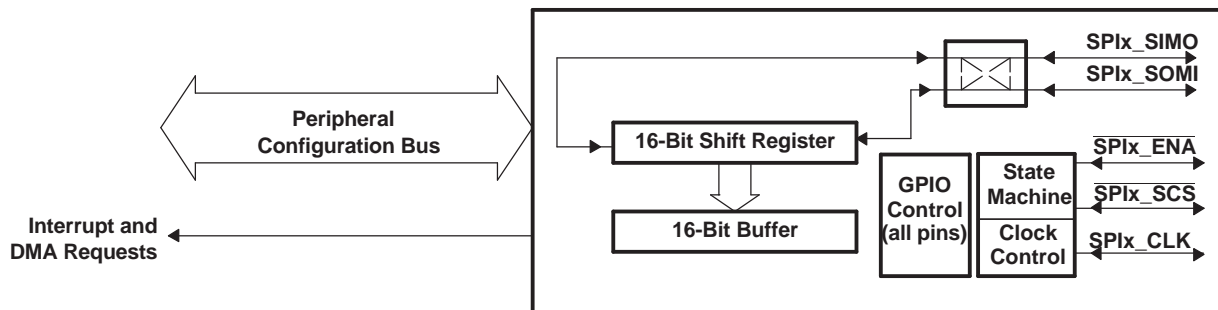 Peripheral
Configuration Bus
Interrupt and
DMA Requests
16-Bit Shift Register
16-Bit Buffer
GPIO
Control
(all pins)
State
Machine
Clock
Control
SPIx_SIMO
SPIx_SOMI
SPIx_ENA
SPIx_SCS
SPIx_CLK